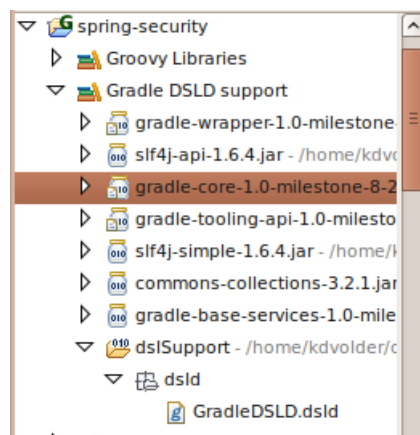 spring-security
Groovy Libraries
Gradle DSLD support
gradle-wrapper-1.0-milestone-
slf4j-api-1.6.4.jar - /home/kdvo
gradle-core-1.0-milestone-8-2
gradle-tooling-api-1.0-milesto
slf4j-simple-1.6.4.jar - /home/k
commons-collections-3.2.1.jar
gradle-base-services-1.0-mile
dslSupport - /home/kdvolder/
dsld
GradleDSLD.dsld